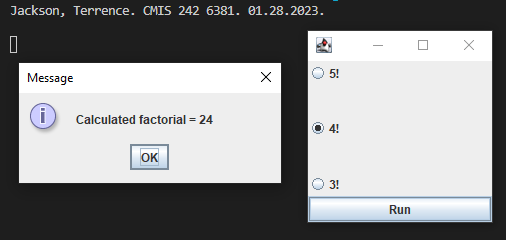 Jackson, Terrence. CMIS 242 6381. 01.28.2023.
Message
Calculated factorial = 24
OK
5!
4!
3!
Run